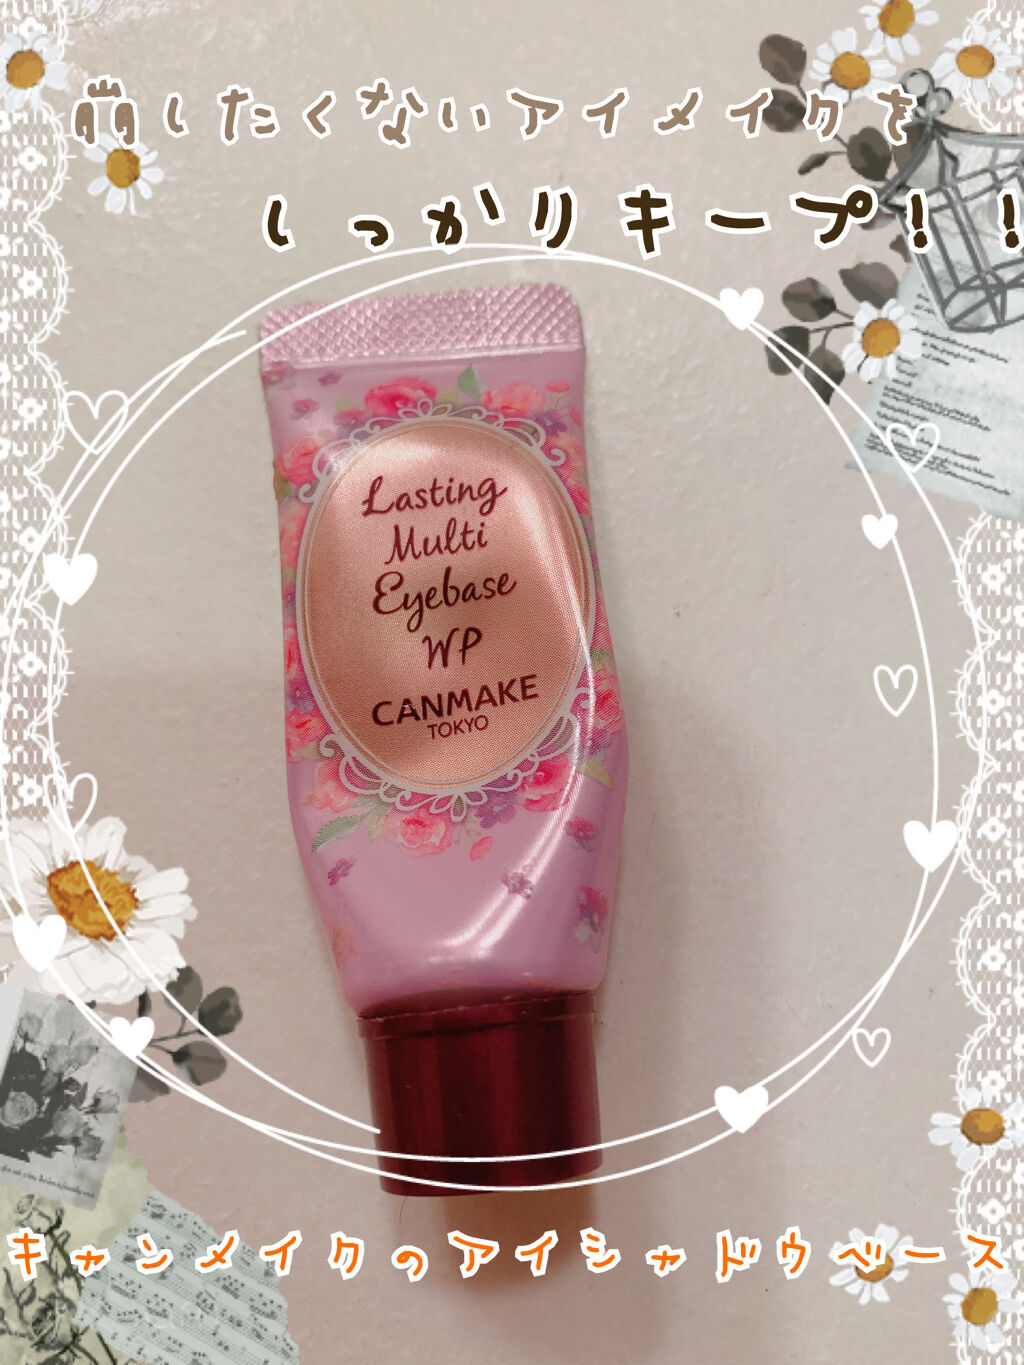 崩したくないアイメイクを
しっかりキープ！！
Lasting
Multi
Eyebase
WP
CANMAKE
TOKYO
キャンメイクのアイシャドウベース